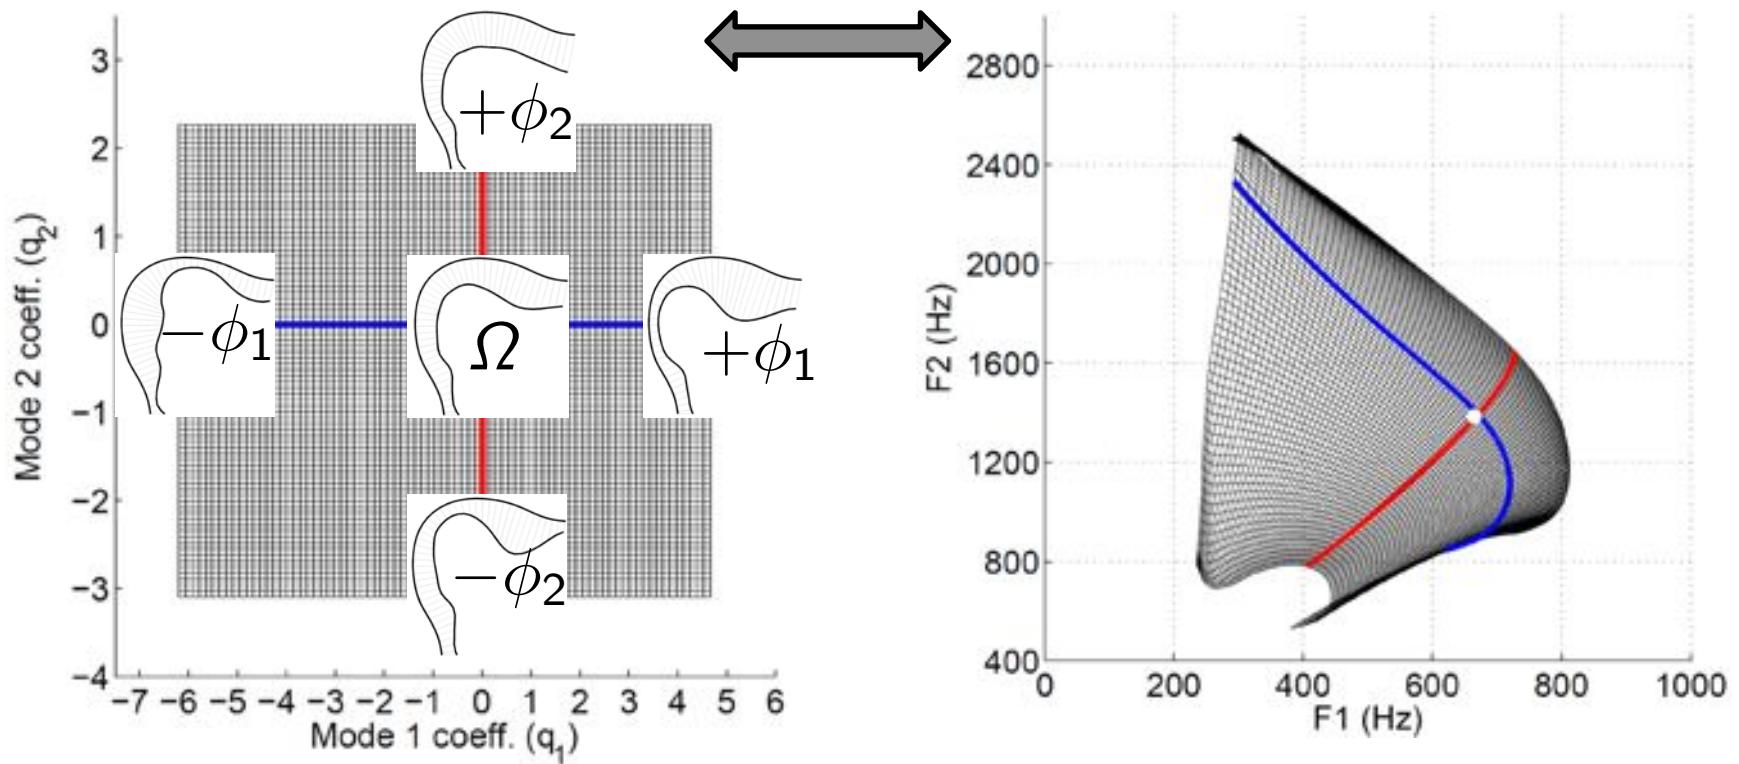 3
2
1
0
−1
−2
−3
−4
Mode 2 coeff. (q2)
+ϕ2
−ϕ1
Ω
+ϕ1
−ϕ2
−7 −6 −5 −4 −3 −2 −1 0 1 2 3 4 5 6
Mode 1 coeff. (q1)
2800
2400
2000
1600
1200
800
400
F2 (Hz)
0 200 400 600 800 1000
F1 (Hz)